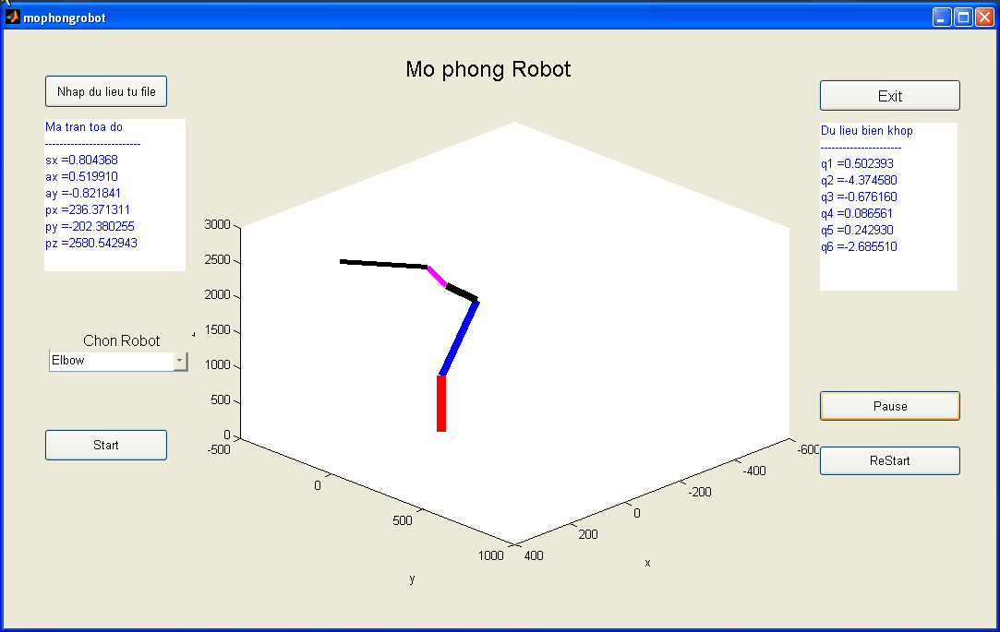 mophongrobot
Mo phong Robot
Nhap du lieu tu file
Ma tran toa do
--------------------------
sx =0.804368
ax =0.519910
ay =-0.821841
px =236.371311
py =-202.380255
pz =2580.542943
Chon Robot
Elbow
Start
3000
2500
2000
1500
1000
500
0
-500
0
500
1000
y
400
200
0
-200
-400
-600
x
Exit
Du lieu bien khop
----------------------
q1 =0.502393
q2 =-4.374580
q3 =-0.676160
q4 =0.086561
q5 =0.242930
q6 =-2.685510
Pause
ReStart